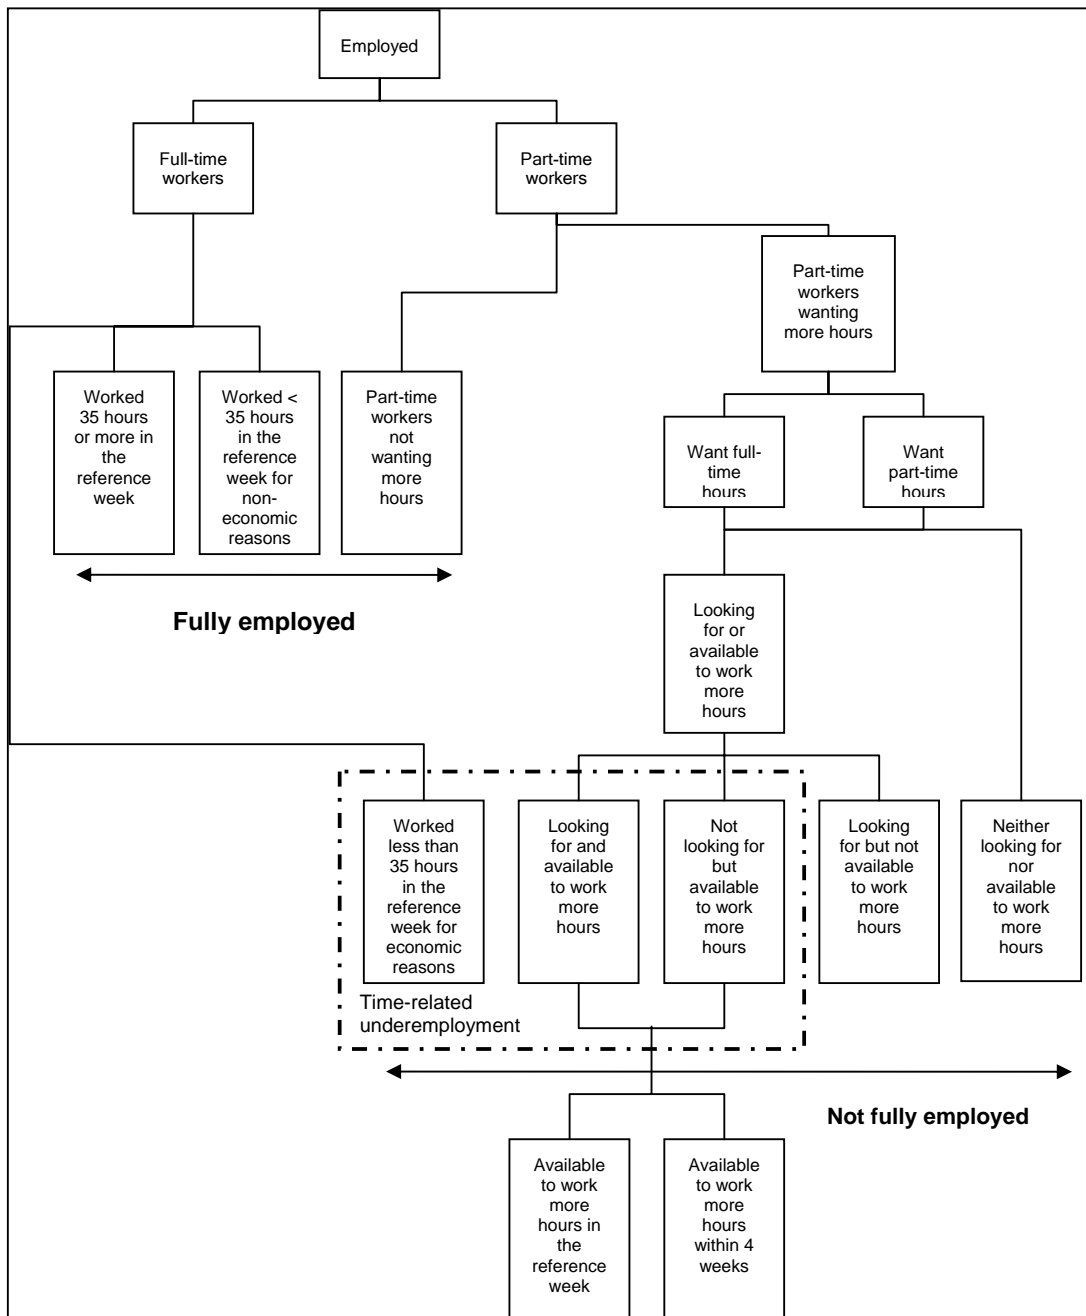 Employed
Full-time
workers
Part-time
workers
Part-time
workers
wanting
more hours
Worked
35 hours
or more in
the
reference
week
Worked <
35 hours
in the
reference
week for
non-
economic
reasons
Part-time
workers
not
wanting
more
hours
Want full-
time
hours
Want
part-time
hours
Fully employed
Looking
for or
available
to work
more
hours
Worked
less than
35 hours
in the
reference
week for
economic
reasons
Looking
for and
available
to work
more
hours
Not
looking for
but
available
to work
more
hours
Looking
for but not
available
to work
more
hours
Neither
looking for
nor
available
to work
more
hours
Time-related
underemployment
Not fully employed
Available
to work
more
hours in
the
reference
week
Available
to work
more
hours
within 4
weeks